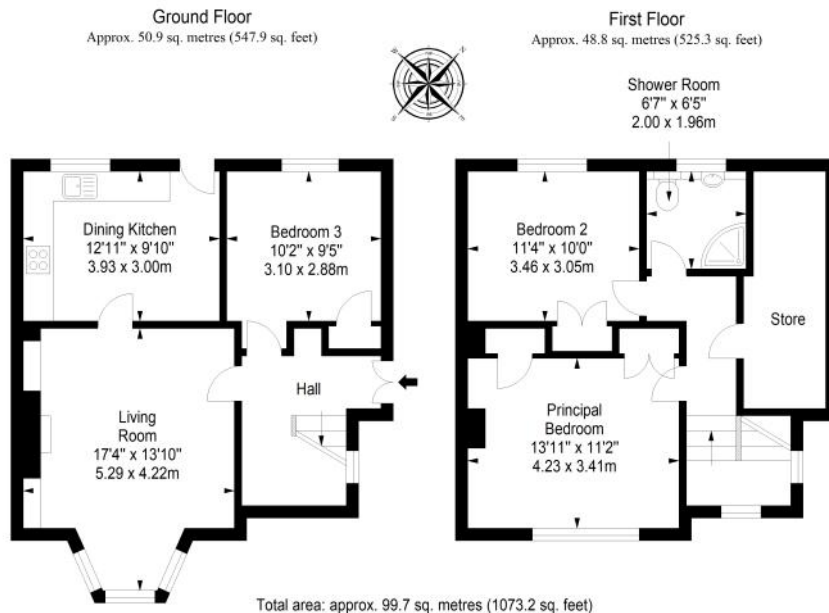 Ground Floor
Approx. 50.9 sq. metres (547.9 sq. feet)
First Floor
Approx. 48.8 sq. metres (525.3 sq. feet)
Shower Room
6'7" x 6'5"
2.00 x 1.96m
Dining Kitchen
12'11" x 9'10"
3.93 x 3.00m
Bedroom 3
10'2" x 9'5"
3.10 x 2.88m
Bedroom 2
11'4" x 10'0"
3.46 x 3.05m
Store
Hall
Living
Room
17'4" x 13'10"
5.29 x 4.22m
Principal
Bedroom
13'11" x 11'2"
4.23 x 3.41m
Total area: approx. 99.7 sq. metres (1073.2 sq. feet)